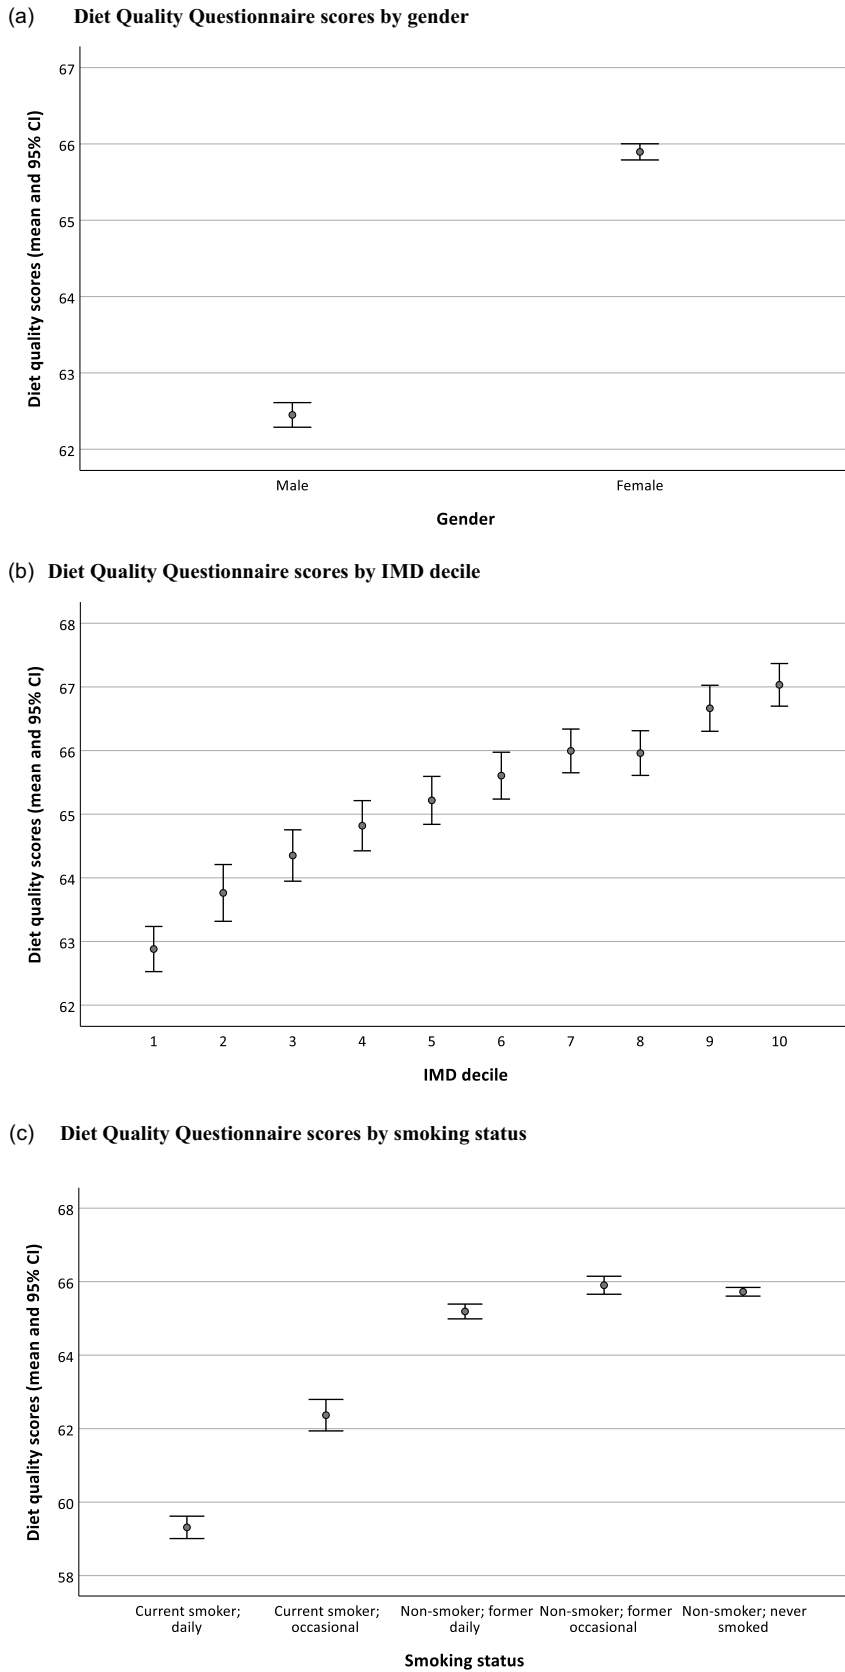 (a) Diet Quality Questionnaire scores by gender
Diet quality scores (mean and 95% CI)
67
66
65
64
63
62
Male Female
Gender
(b) Diet Quality Questionnaire scores by IMD decile
Diet quality scores (mean and 95% CI)
68
67
66
65
64
63
62
1 2 3 4 5 6 7 8 9 10
IMD decile
(c) Diet Quality Questionnaire scores by smoking status
Diet quality scores (mean and 95% CI)
68
66
64
62
60
58
Current smoker;
daily
Current smoker;
occasional
Non-smoker; former
daily
Non-smoker; former
occasional
Non-smoker; never
smoked
Smoking status